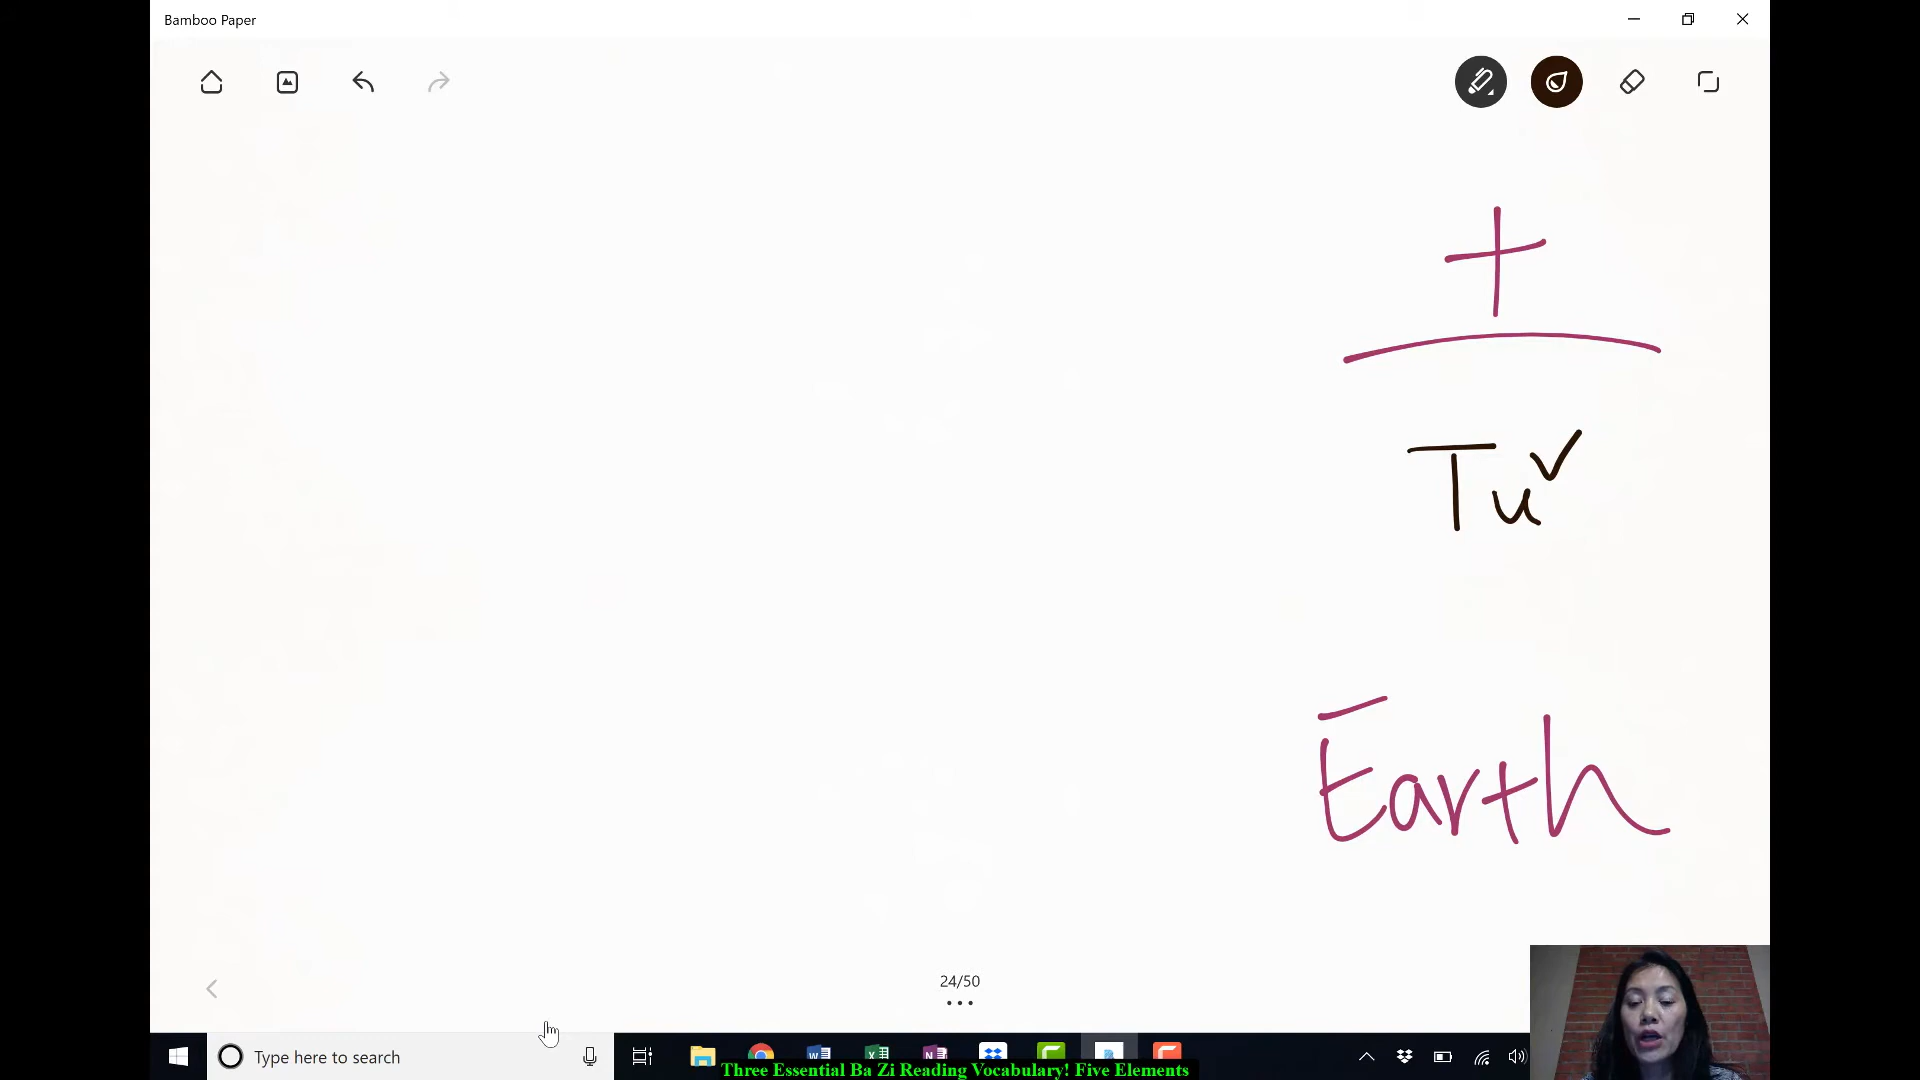 Bamboo Paper
土
Tǔ
Earth
24/50
Type here to search
Three Essential Ba Zi Reading Vocabulary! Five Elements